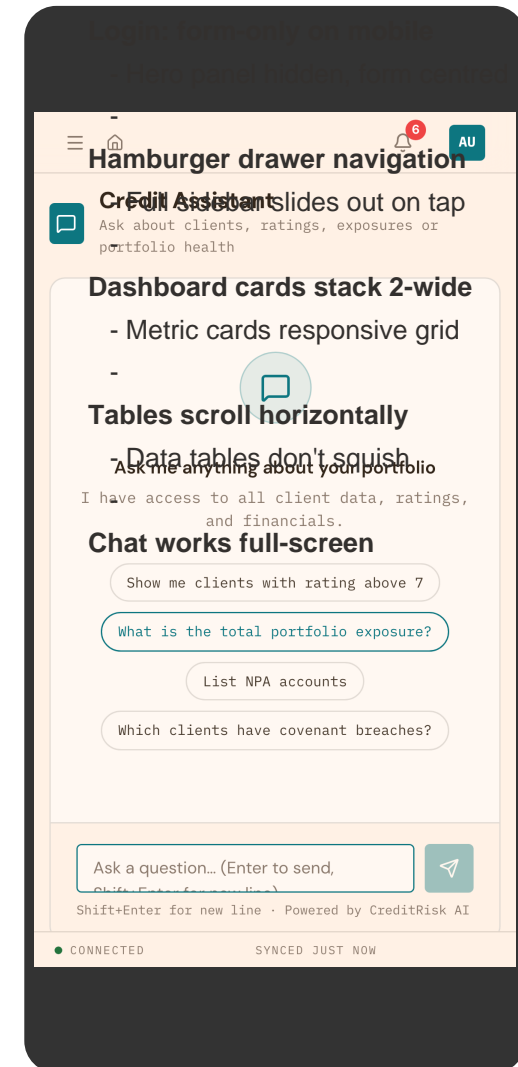 Login: form-only on mobile
- Hero panel hidden, form centred
-
6
AU
Hamburger drawer navigation
Credit Assistant
- Full sidebar slides out on tap
Ask about clients, ratings, exposures or
portfolio health
-
Dashboard cards stack 2-wide
- Metric cards responsive grid
-
Tables scroll horizontally
- Data tables don't squish
Ask me anything about your portfolio
-
I have access to all client data, ratings,
and financials.
Chat works full-screen
Show me clients with rating above 7
What is the total portfolio exposure?
List NPA accounts
Which clients have covenant breaches?
Ask a question... (Enter to send,
Shift+Enter for new line)
Shift+Enter for new line · Powered by CreditRisk AI
CONNECTED
SYNCED JUST NOW